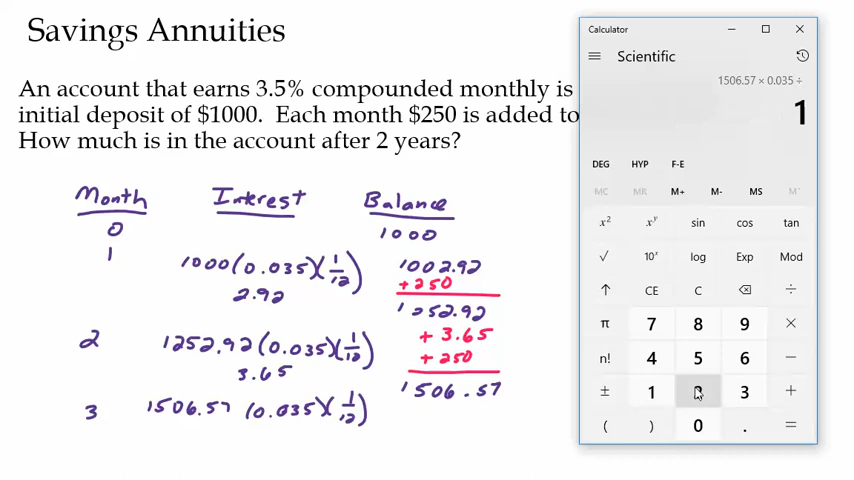 Savings Annuities
An account that earns 3.5% compounded monthly is
initial deposit of $1000. Each month $250 is added to
How much is in the account after 2 years?
Month Interest Balance
0 1000
1 1000(0.035)(1/12) 1002.92
2.92 +250
1252.92
+ 3.65
2 1252.92(0.035)(1/12) +250
3.65
1506.57
3 1506.57 (0.035)(1/12)
Calculator
Scientific
1506.57 × 0.035 ÷
1
DEG HYP F-E
MC MR M+ M- MS M˅
x² xʸ sin cos tan
√ 10ˣ log Exp Mod
↑ CE C ⌫ ÷
π 7 8 9 ×
n! 4 5 6 −
± 1 3 +
( ) 0 . =